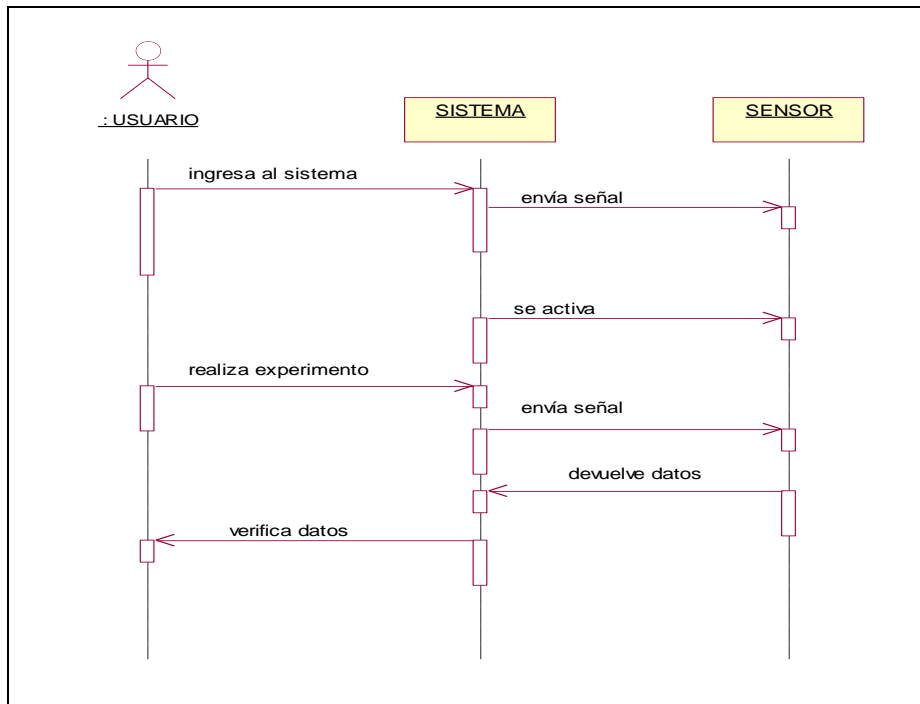 : USUARIO
SISTEMA
SENSOR
ingresa al sistema
envía señal
se activa
realiza experimento
envía señal
devuelve datos
verifica datos